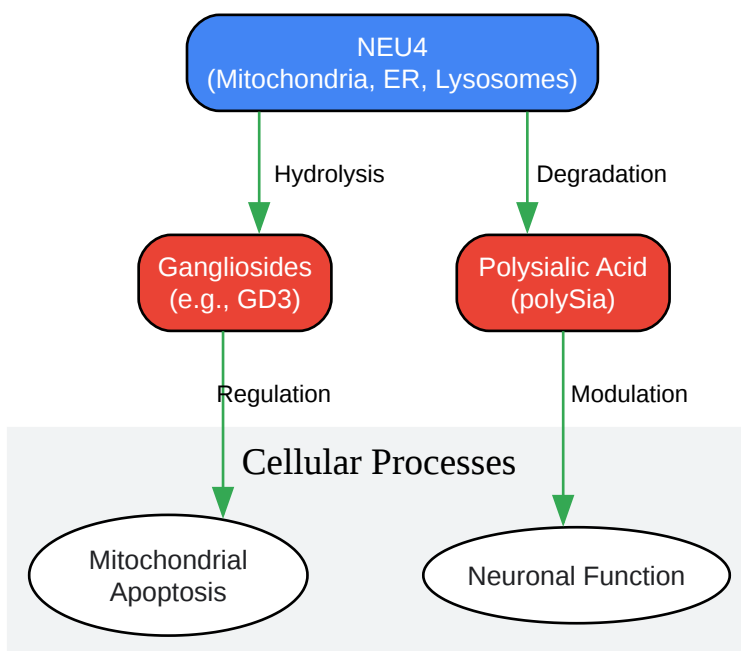 NEU4
(Mitochondria, ER, Lysosomes)
Hydrolysis
Degradation
Gangliosides
(e.g., GD3)
Polysialic Acid
(polySia)
Regulation
Modulation
Cellular Processes
Mitochondrial
Apoptosis
Neuronal Function